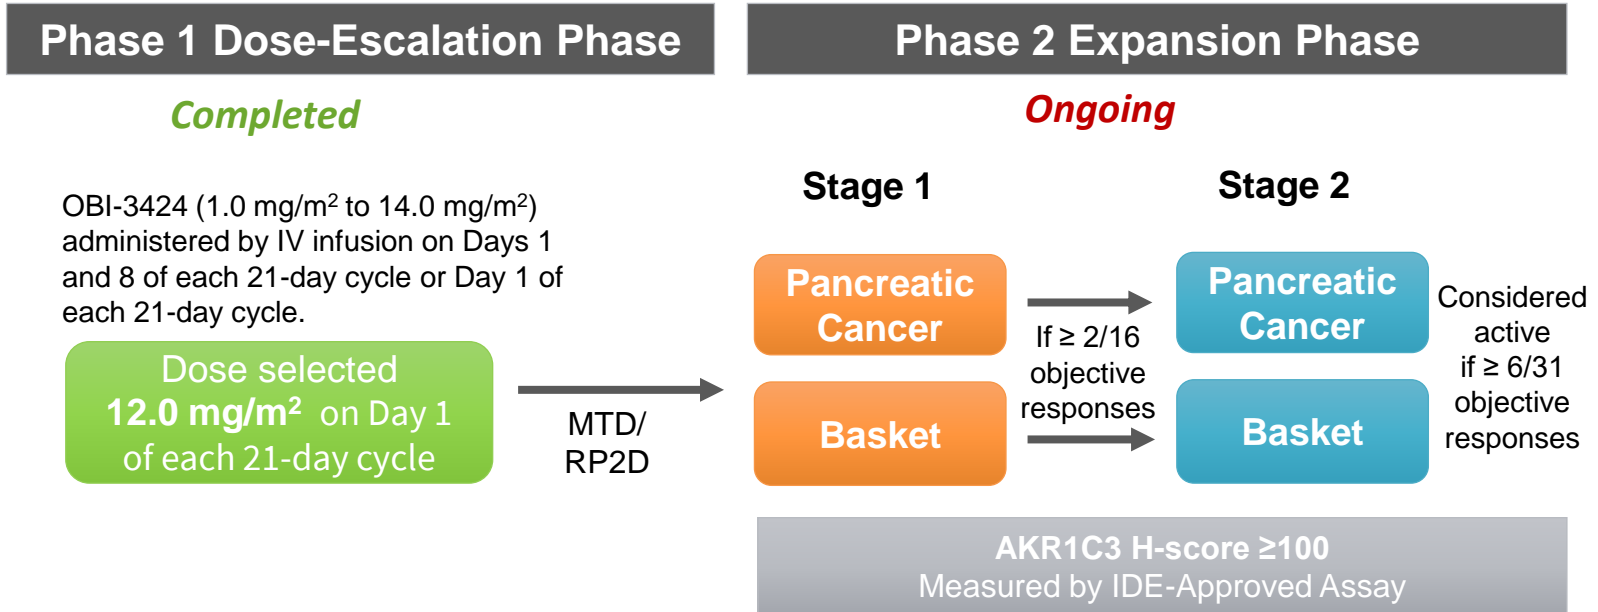 Phase 1 Dose-Escalation Phase
Completed
OBI-3424 (1.0 mg/m² to 14.0 mg/m²)
administered by IV infusion on Days 1
and 8 of each 21-day cycle or Day 1 of
each 21-day cycle.
Dose selected
12.0 mg/m² on Day 1
of each 21-day cycle
MTD/
RP2D
Phase 2 Expansion Phase
Ongoing
Stage 1
Pancreatic
Cancer
Basket
If ≥ 2/16
objective
responses
Stage 2
Pancreatic
Cancer
Basket
Considered
active
if ≥ 6/31
objective
responses
AKR1C3 H-score ≥100
Measured by IDE-Approved Assay